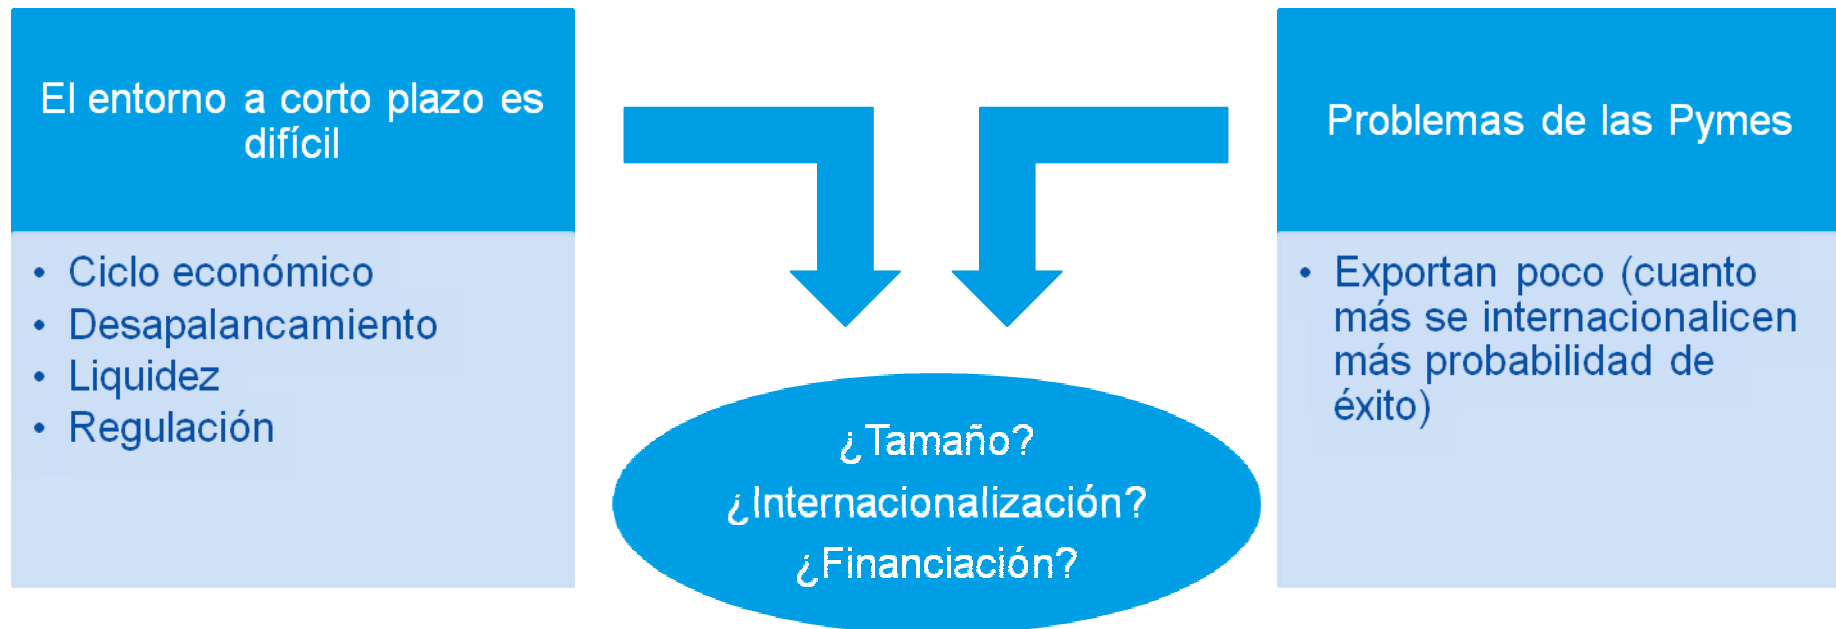 El entorno a corto plazo es
difícil
• Ciclo económico
• Desapalancamiento
• Liquidez
• Regulación
¿Tamaño?
¿Internacionalización?
¿Financiación?
Problemas de las Pymes
• Exportan poco (cuanto
más se internacionalicen
más probabilidad de
éxito)